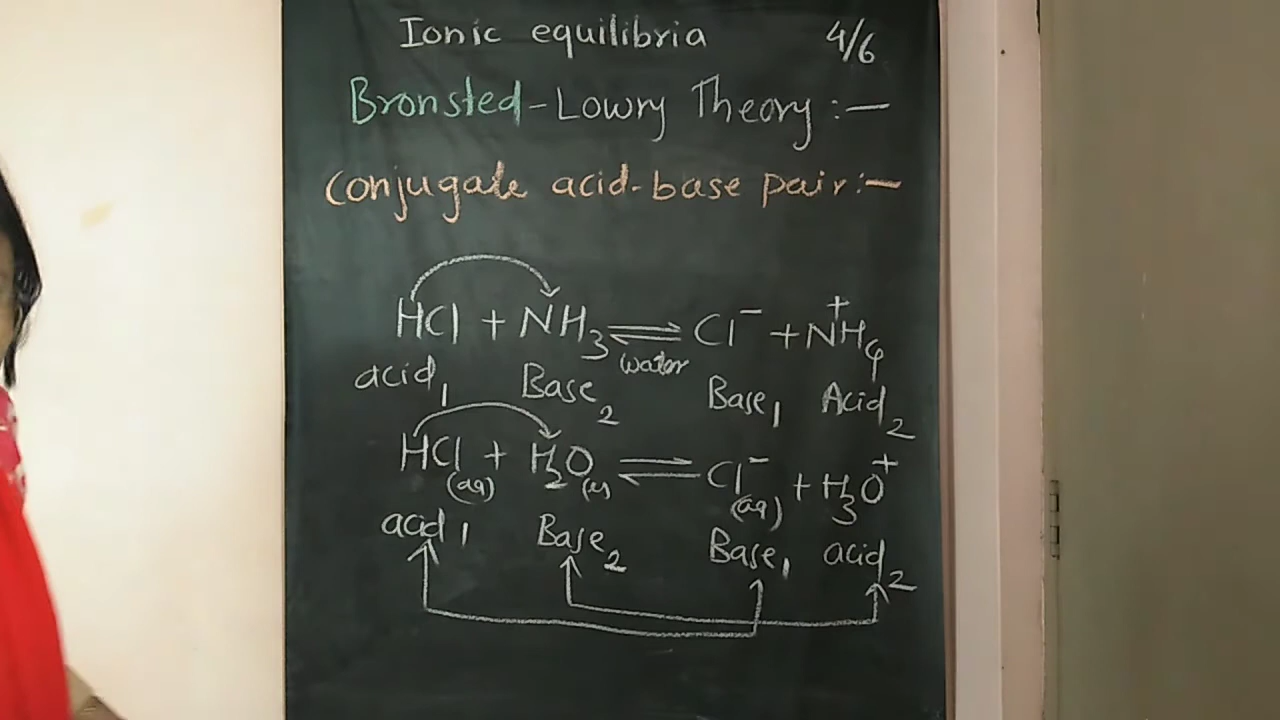 Ionic equilibria 4/6
Bronsted-Lowry Theory :—
Conjugate acid-base pair:—
HCl + NH₃ ⇌ Cl⁻ + NH₄⁺
water
acid₁ Base₂ Base₁ Acid₂
HCl(aq) + H₂O(l) ⇌ Cl⁻(aq) + H₃O⁺
acid₁ Base₂ Base₁ acid₂